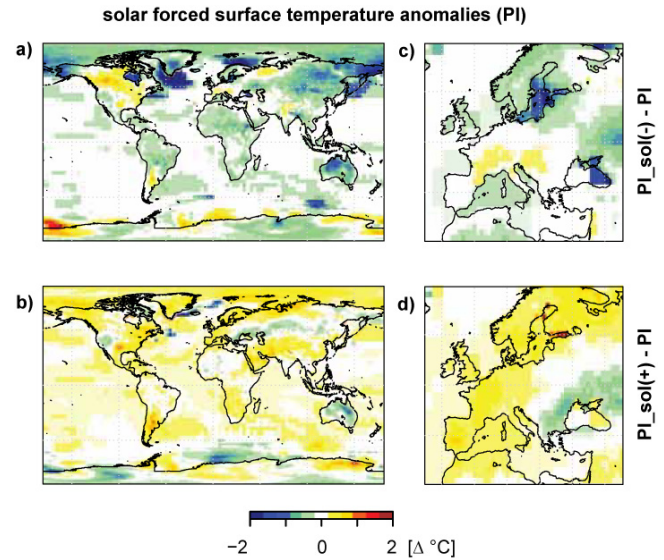 solar forced surface temperature anomalies (PI)
a)
c)
PI_sol(-) - PI
b)
d)
PI_sol(+) - PI
−2 0 2 [Δ °C]